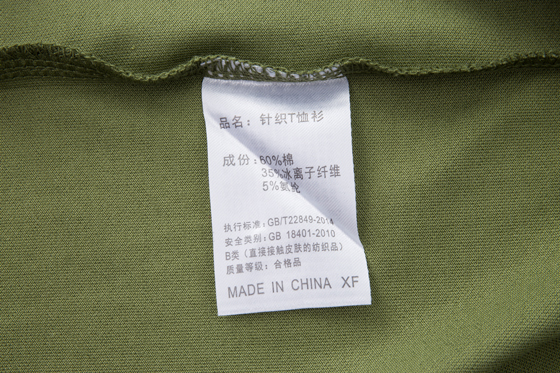 品名：针织T恤衫
成份：60%棉
35%冰离子纤维
5%氨纶
执行标准：GB/T22849-2014
安全类别：GB 18401-2010
B类（直接接触皮肤的纺织品）
质量等级：合格品
MADE IN CHINA XF